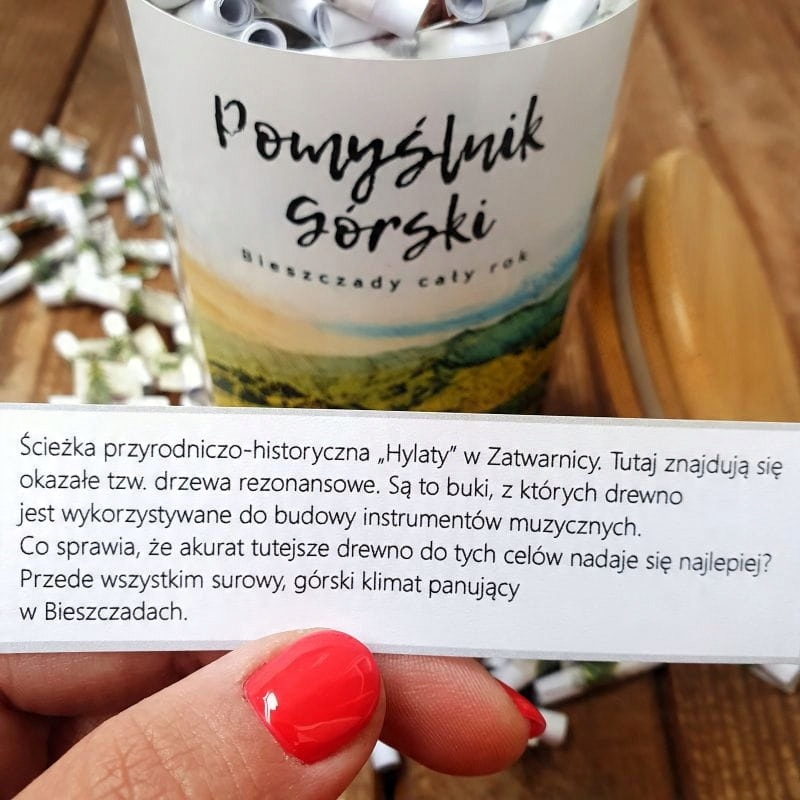 Pomyślnik
Górski
Bieszczady cały rok
Ścieżka przyrodniczo-historyczna „Hylaty” w Zatwarnicy. Tutaj znajdują się
okazałe tzw. drzewa rezonansowe. Są to buki, z których drewno
jest wykorzystywane do budowy instrumentów muzycznych.
Co sprawia, że akurat tutejsze drewno do tych celów nadaje się najlepiej?
Przede wszystkim surowy, górski klimat panujący
w Bieszczadach.